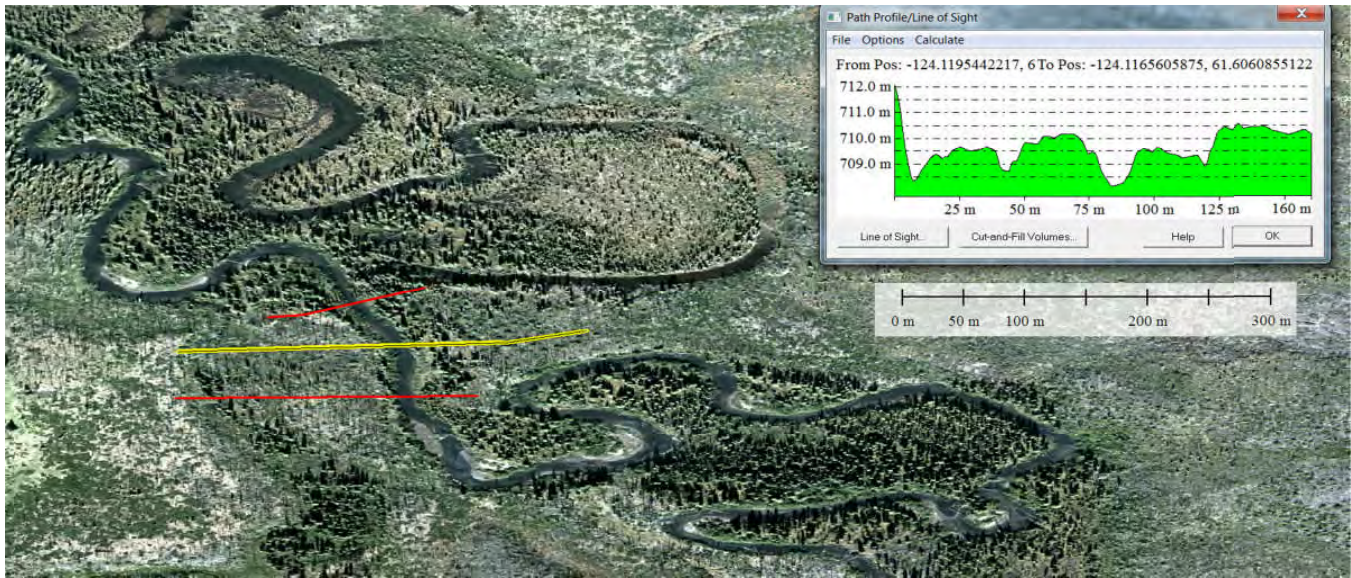 Path Profile/Line of Sight
File Options Calculate
From Pos: -124.1195442217, 6To Pos: -124.1165605875, 61.6060855122
712.0 m
711.0 m
710.0 m
709.0 m
25 m 50 m 75 m 100 m 125 m 160 m
Line of Sight... Cut-and-Fill Volumes... Help OK
0 m 50 m 100 m 200 m 300 m